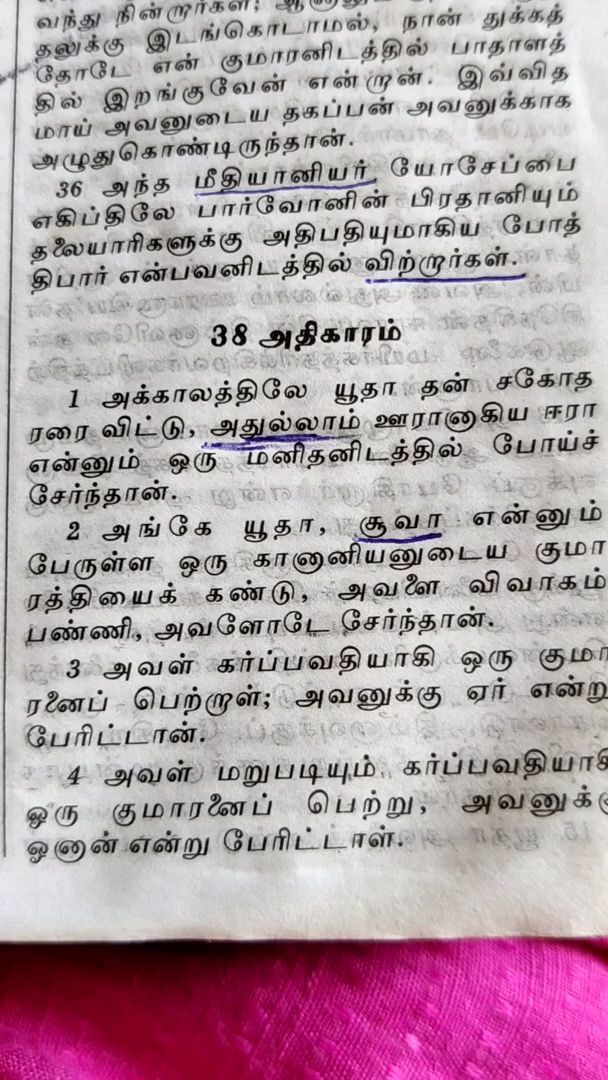 வந்து நின்றார்கள்;
தலுக்கு இடங்கொடாமல், நான் துக்கத்
தோடே என் குமாரனிடத்தில் பாதாளத்
தில் இறங்குவேன் என்றான். இவ்வித
மாய் அவனுடைய தகப்பன் அவனுக்காக
அழுதுகொண்டிருந்தான்.
36 அந்த மீதியானியர் யோசேப்பை
எகிப்திலே பார்வோனின் பிரதானியும்
தலையாரிகளுக்கு அதிபதியுமாகிய போத்
திபார் என்பவனிடத்தில் விற்றார்கள்.
38 அதிகாரம்
1 அக்காலத்திலே யூதா தன் சகோத
ரரை விட்டு, அதுல்லாம் ஊரானாகிய ஈரா
என்னும் ஒரு மனிதனிடத்தில் போய்ச்
சேர்ந்தான்.
2 அங்கே யூதா, சூவா என்னும்
பேருள்ள ஒரு கானானியனுடைய குமா
ரத்தியைக் கண்டு, அவளை விவாகம்
பண்ணி, அவளோடே சேர்ந்தான்.
3 அவள் கர்ப்பவதியாகி ஒரு குமா
ரனைப் பெற்றாள்; அவனுக்கு ஏர் என்று
பேரிட்டான்.
4 அவள் மறுபடியும் கர்ப்பவதியாகி
ஒரு குமாரனைப் பெற்று, அவனுக்கு
ஓனான் என்று பேரிட்டாள்.